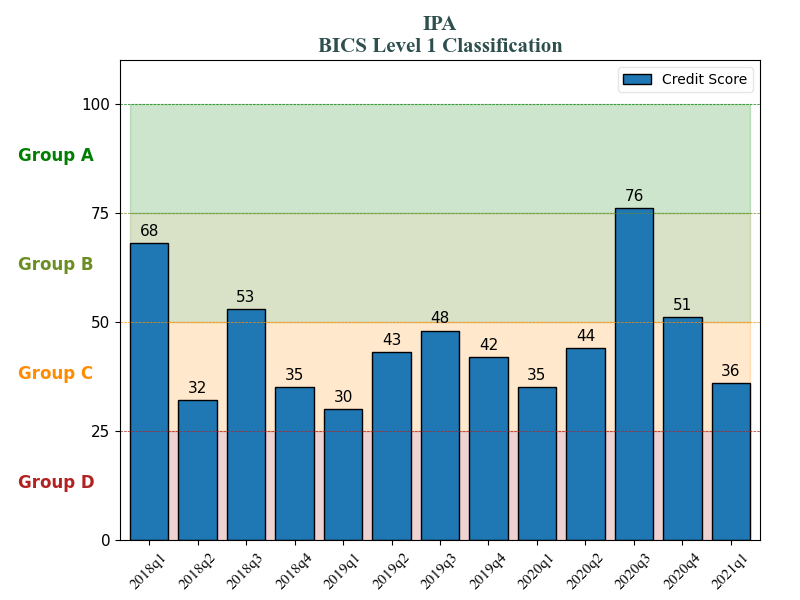 IPA
BICS Level 1 Classification
Credit Score
100
75
50
25
0
Group A
Group B
Group C
Group D
68
32
53
35
30
43
48
42
35
44
76
51
36
2018q1
2018q2
2018q3
2018q4
2019q1
2019q2
2019q3
2019q4
2020q1
2020q2
2020q3
2020q4
2021q1